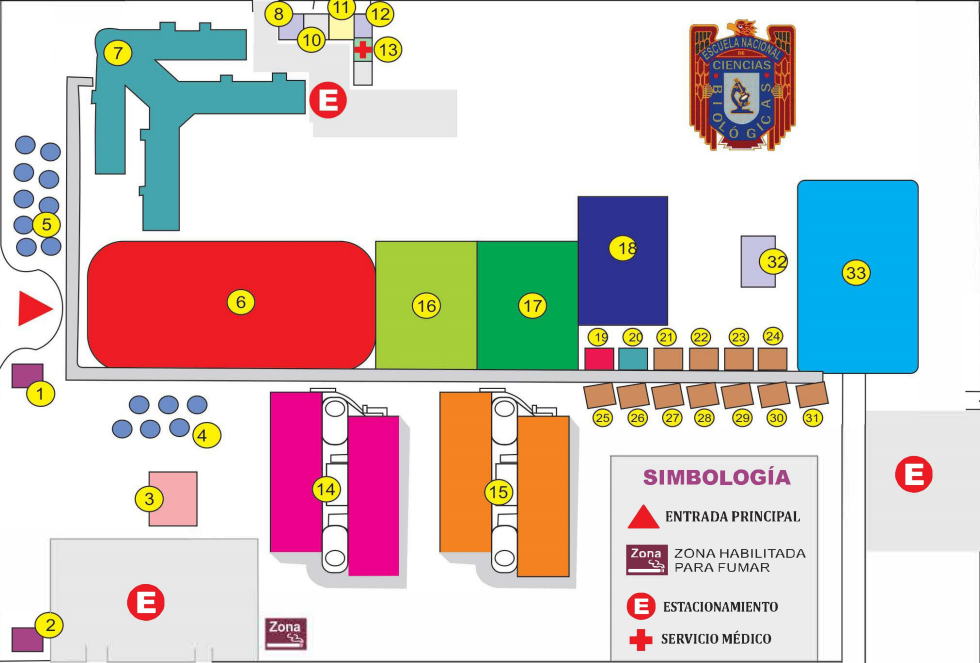 8
11
12
10
13
7
E
ESCUELA NACIONAL
DE
CIENCIAS
BIOLÓGICAS
5
6
16
17
18
32
33
19
20
21
22
23
24
1
25
26
27
28
29
30
31
4
3
14
15
E
E
2
Zona
SIMBOLOGÍA
ENTRADA PRINCIPAL
Zona
ZONA HABILITADA
PARA FUMAR
E
ESTACIONAMIENTO
SERVICIO MÉDICO